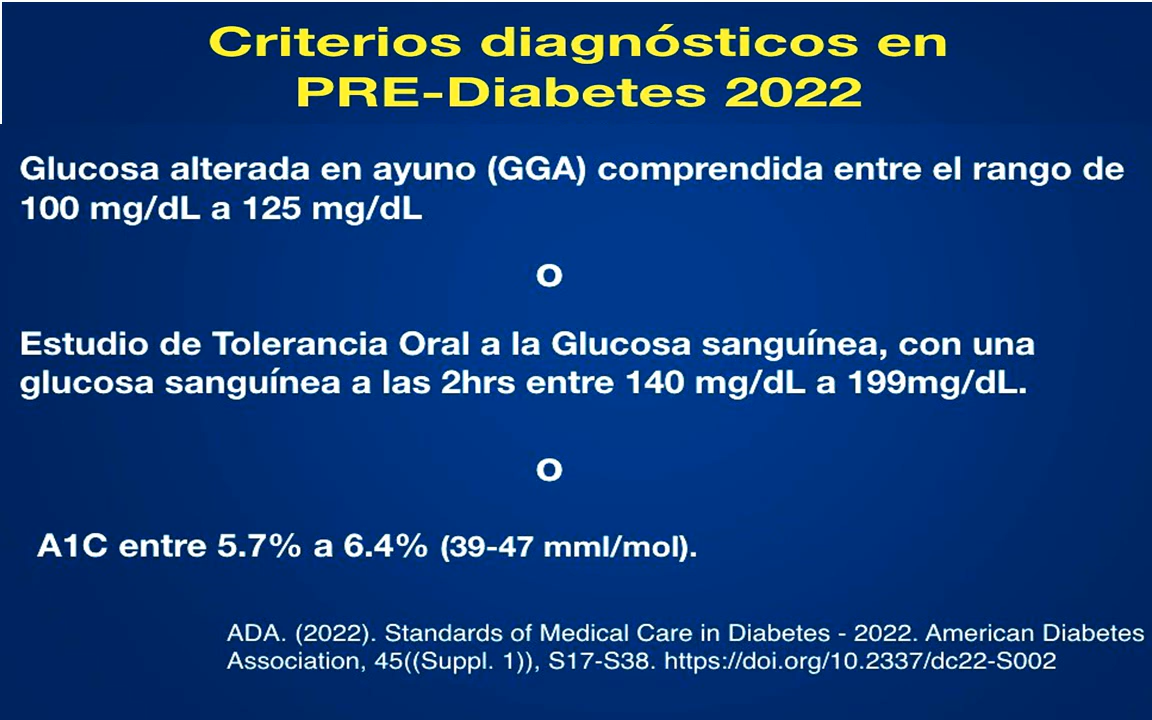 Criterios diagnósticos en
PRE-Diabetes 2022
Glucosa alterada en ayuno (GGA) comprendida entre el rango de
100 mg/dL a 125 mg/dL
O
Estudio de Tolerancia Oral a la Glucosa sanguínea, con una
glucosa sanguínea a las 2hrs entre 140 mg/dL a 199mg/dL.
O
A1C entre 5.7% a 6.4% (39-47 mml/mol).
ADA. (2022). Standards of Medical Care in Diabetes - 2022. American Diabetes
Association, 45((Suppl. 1)), S17-S38. https://doi.org/10.2337/dc22-S002